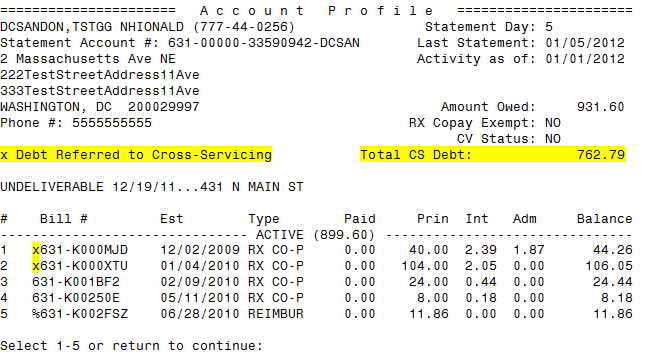 ====================== Account Profile ======================
DCSANDON,TSTGG NHIONALD (777-44-0256) Statement Day: 5
Statement Account #: 631-00000-33590942-DCSAN Last Statement: 01/05/2012
2 Massachusetts Ave NE Activity as of: 01/01/2012
222TestStreetAddress11Ave
333TestStreetAddress11Ave
WASHINGTON, DC 200029997 Amount Owed: 931.60
Phone #: 5555555555 RX Copay Exempt: NO
CV Status: NO
x Debt Referred to Cross-Servicing Total CS Debt: 762.79
UNDELIVERABLE 12/19/11...431 N MAIN ST
# Bill # Est Type Paid Prin Int Adm Balance
------------------------------- ACTIVE (899.60) -------------------------------
1 x631-K000MJD 12/02/2009 RX CO-P 0.00 40.00 2.39 1.87 44.26
2 x631-K000XTU 01/04/2010 RX CO-P 0.00 104.00 2.05 0.00 106.05
3 631-K001BF2 02/09/2010 RX CO-P 0.00 24.00 0.44 0.00 24.44
4 631-K00250E 05/11/2010 RX CO-P 0.00 8.00 0.18 0.00 8.18
5 %631-K002FSZ 06/28/2010 REIMBUR 0.00 11.86 0.00 0.00 11.86
Select 1-5 or return to continue: